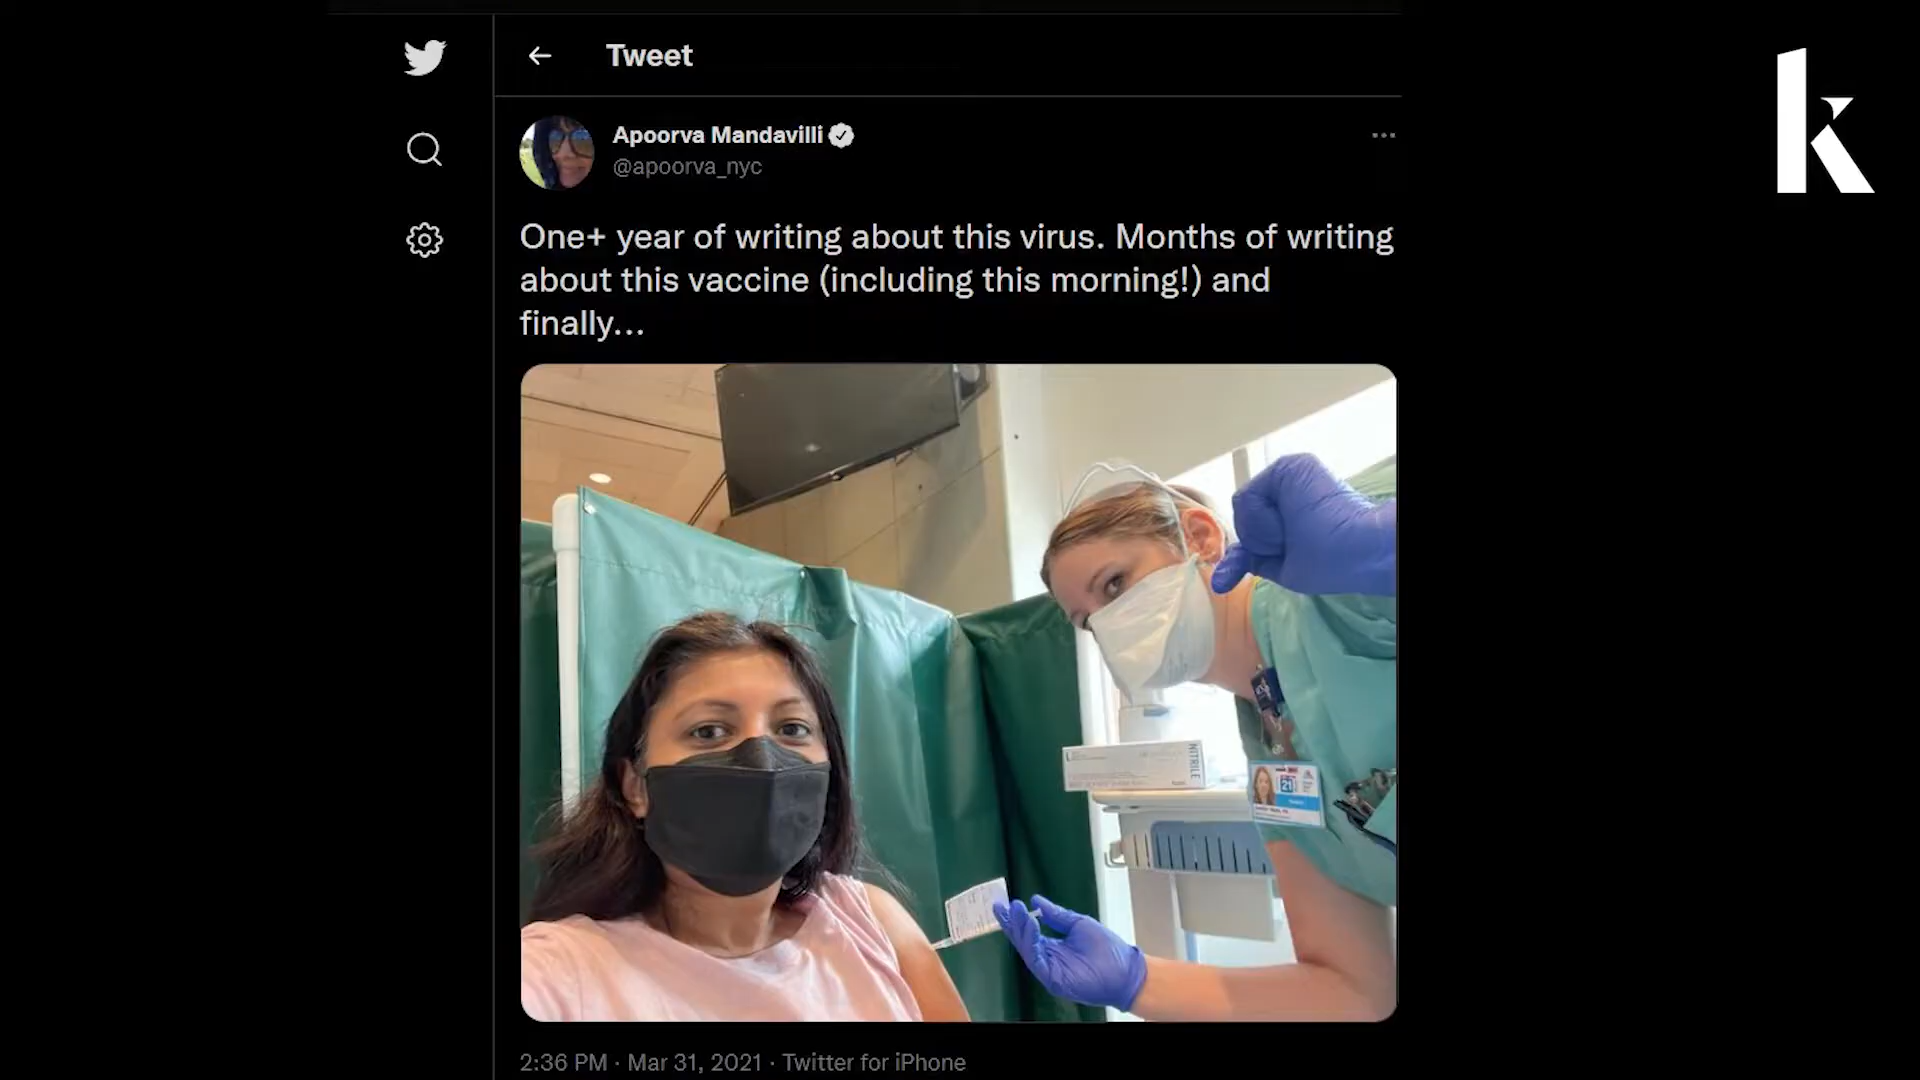 Tweet
Apoorva Mandavilli
@apoorva_nyc
One+ year of writing about this virus. Months of writing
about this vaccine (including this morning!) and
finally...
NITRILE
21
2:36 PM · Mar 31, 2021 · Twitter for iPhone
k